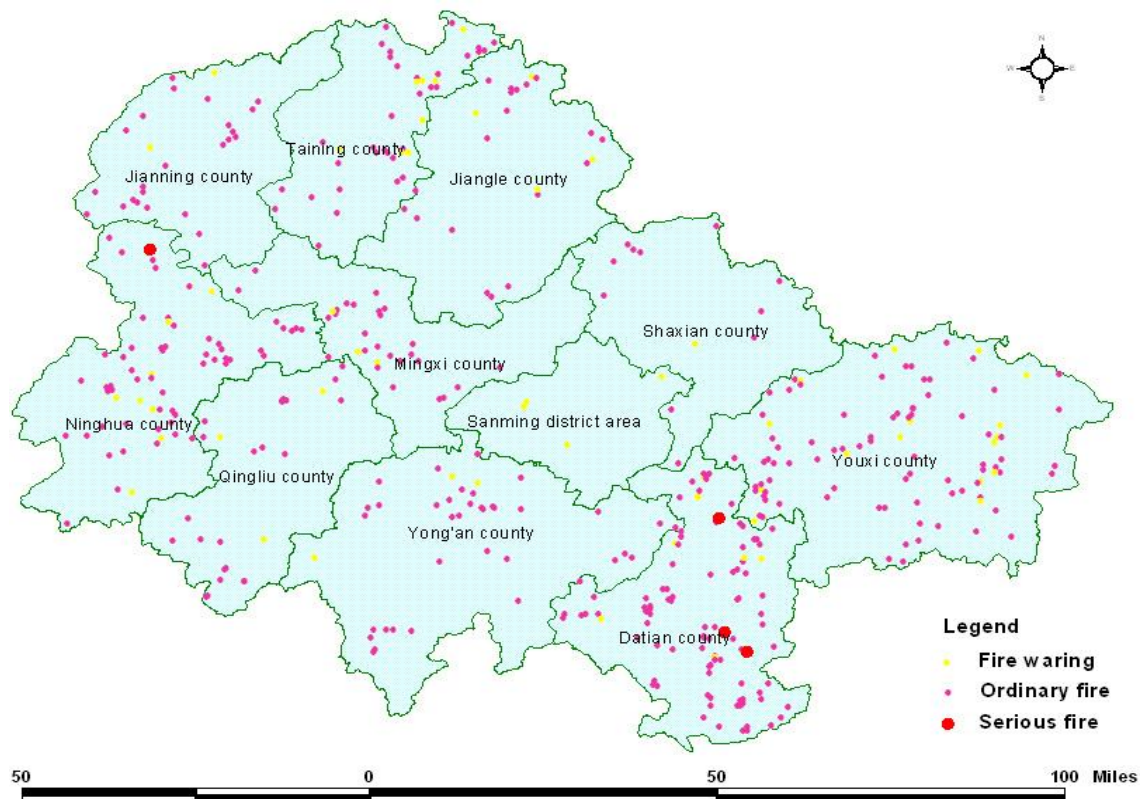 N
W E
S
Taining county
Jianning county
Jiangle county
Shaxian county
Mingxi county
Ninghua county
Sanming district area
Youxi county
Qingliu county
Yong'an county
Datian county
Legend
Fire waring
Ordinary fire
Serious fire
50 0 50 100 Miles